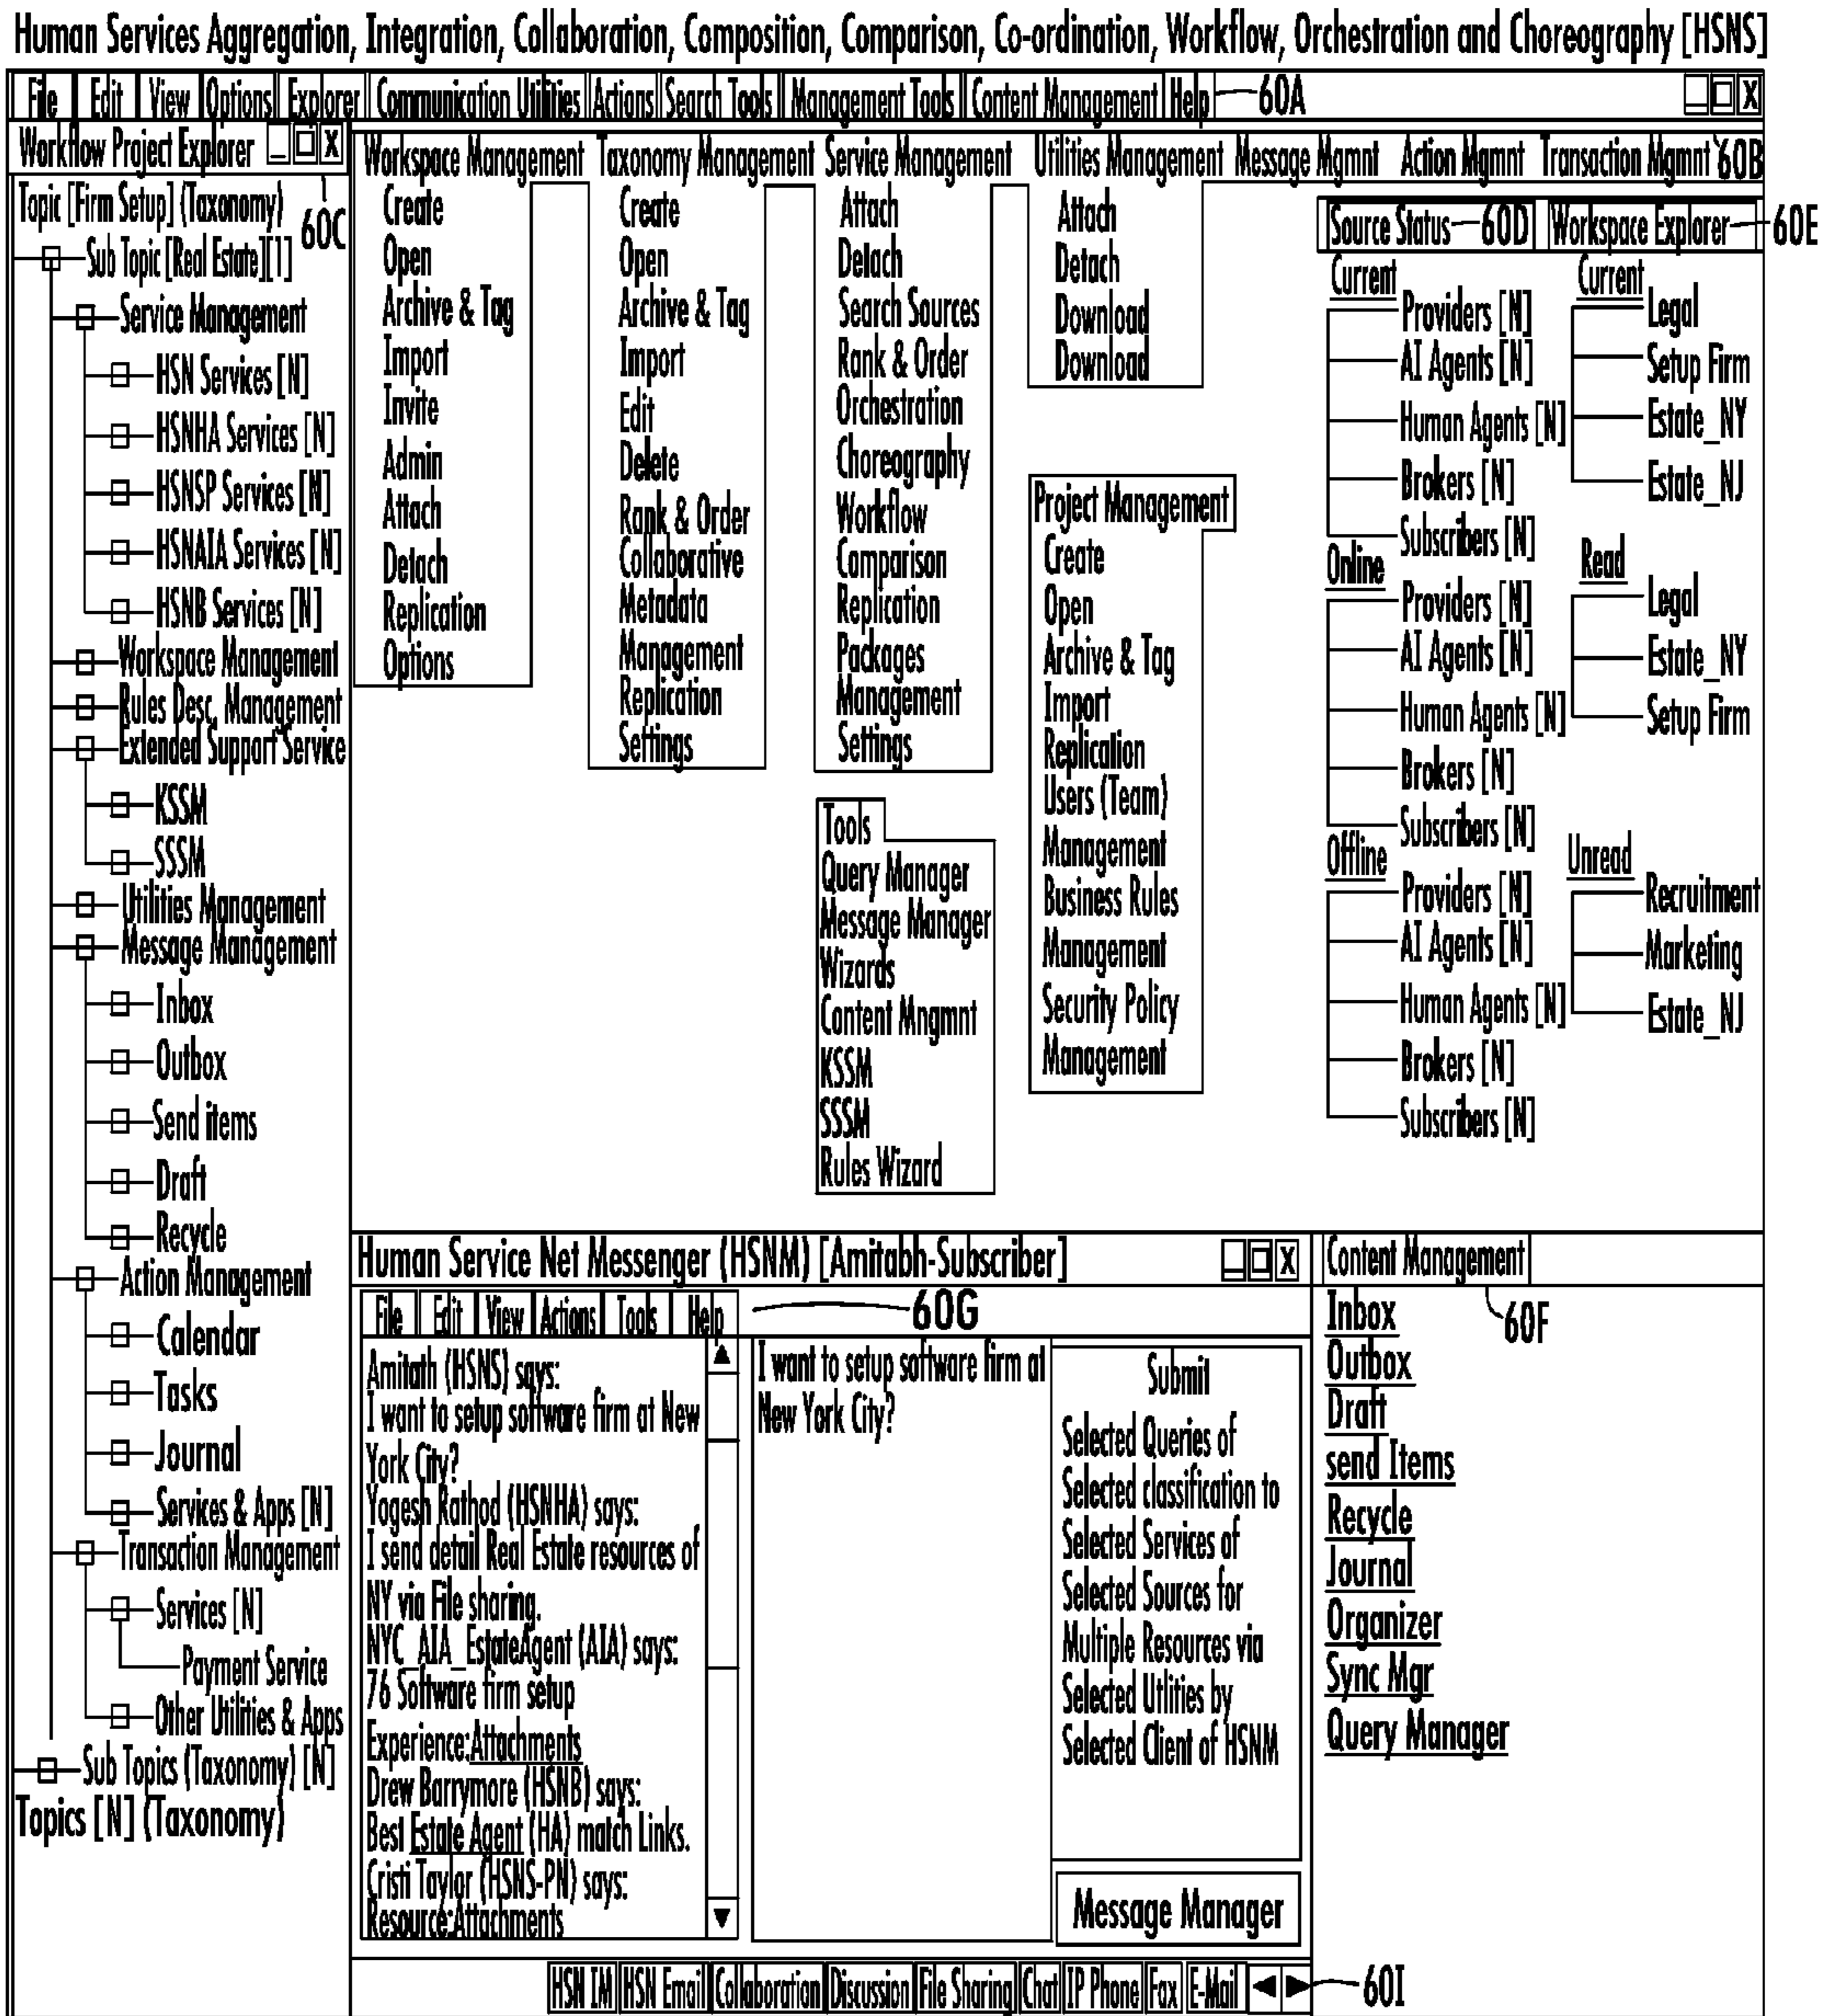 Human Services Aggregation, Integration, Collaboration, Composition, Comparison, Co-ordination, Workflow, Orchestration and Choreography [HSNS]
File Edit View Options Explorer Communication Utilities Actions Search Tools Management Tools Content Management Help 60A
Workflow Project Explorer _ X
60C
Topic [Firm Setup] (Taxonomy)
Sub Topic [Real Estate][1]
Service Management
HSN Services [N]
HSNHA Services [N]
HSNSP Services [N]
HSNAIA Services [N]
HSNB Services [N]
Workspace Management
Rules Desc. Management
Extended Support Service
KSSM
SSSM
Utilities Management
Message Management
Inbox
Outbox
Send items
Draft
Recycle
Action Management
Calendar
Tasks
Journal
Services & Apps [N]
Transaction Management
Services [N]
Payment Service
Other Utilities & Apps
Sub Topics (Taxonomy) [N]
Topics [N] (Taxonomy)
Workspace Management Taxonomy Management Service Management Utilities Management Message Mgmnt Action Mgmnt Transaction Mgmnt 60B
Create
Open
Archive & Tag
Import
Invite
Admin
Attach
Detach
Replication
Options
Create
Open
Archive & Tag
Import
Edit
Delete
Rank & Order
Collaborative
Metadata
Management
Replication
Settings
Attach
Detach
Search Sources
Rank & Order
Orchestration
Choreography
Workflow
Comparison
Replication
Packages
Management
Settings
Tools
Query Manager
Message Manager
Wizards
Content Mngmnt
KSSM
SSSM
Rules Wizard
Attach
Detach
Download
Download
Project Management
Create
Open
Archive & Tag
Import
Replication
Users (Team)
Management
Business Rules
Management
Security Policy
Management
Source Status 60D
Current
Providers [N]
AI Agents [N]
Human Agents [N]
Brokers [N]
Subscribers [N]
Online
Providers [N]
AI Agents [N]
Human Agents [N]
Brokers [N]
Subscribers [N]
Offline
Providers [N]
AI Agents [N]
Human Agents [N]
Brokers [N]
Subscribers [N]
Workspace Explorer 60E
Current
Legal
Setup Firm
Estate_NY
Estate_NJ
Read
Legal
Estate_NY
Setup Firm
Unread
Recruitment
Marketing
Estate_NJ
Human Service Net Messenger (HSNM) [Amitabh-Subscriber] X
File Edit View Actions Tools Help 60G
Amitath (HSNS) says:
I want to setup software firm at New
York City?
Yogesh Rathod (HSNHA) says:
I send detail Real Estate resources of
NY via File sharing.
NYC_AIA_EstateAgent (AIA) says:
76 Software firm setup
Experience:Attachments
Drew Barrymore (HSNB) says:
Best Estate Agent (HA) match Links.
Cristi Taylor (HSNS-PN) says:
Resource:Attachments
I want to setup software firm at
New York City?
Submit
Selected Queries of
Selected classification to
Selected Services of
Selected Sources for
Multiple Resources via
Selected Utlities by
Selected Client of HSNM
Message Manager
HSN IM HSN Email Collaboration Discussion File Sharing Chat IP Phone Fax E-Mail 60I
Content Management
60F
Inbox
Outbox
Draft
send Items
Recycle
Journal
Organizer
Sync Mgr
Query Manager